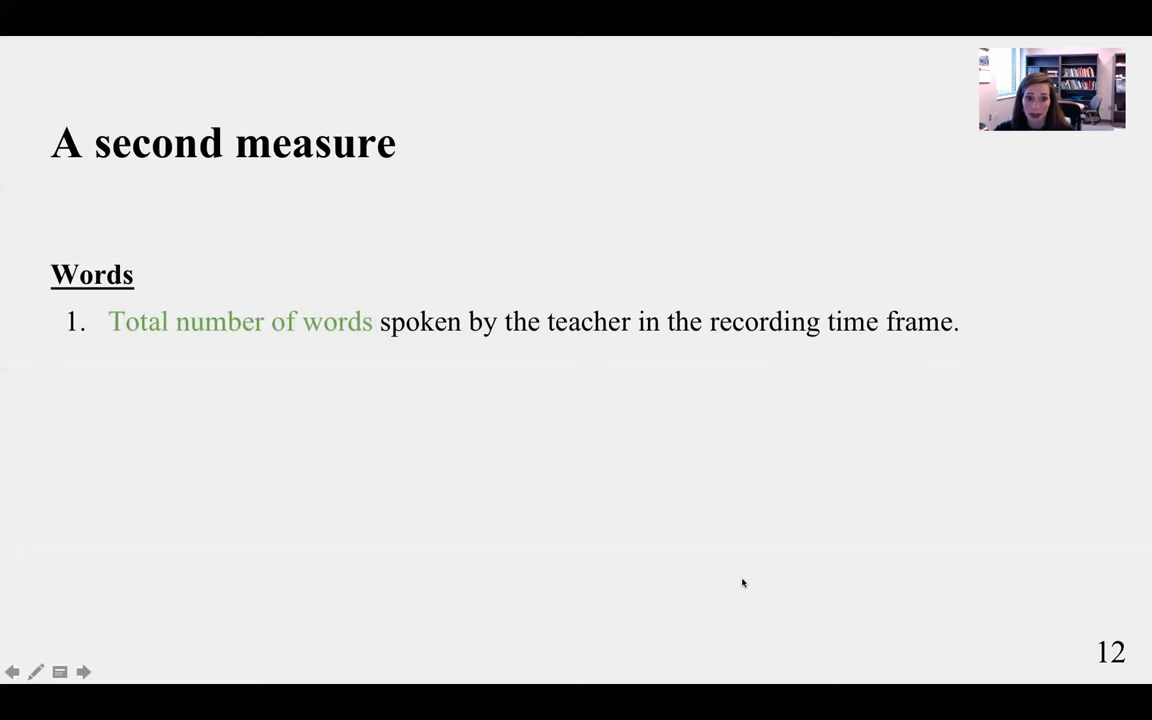 A second measure
Words
1. Total number of words spoken by the teacher in the recording time frame.
12